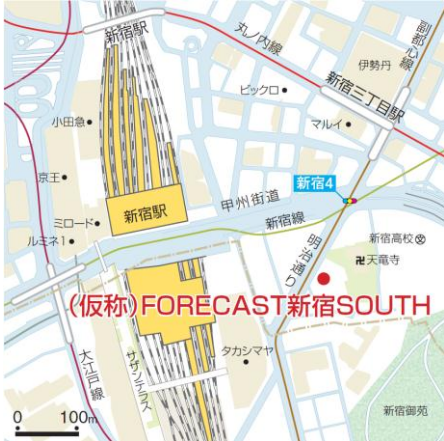 新宿駅
丸ノ内線
副都心線
伊勢丹
ビックロ
新宿三丁目駅
小田急
マルイ
京王
新宿4
甲州街道
新宿駅
ミロード
新宿線
ルミネ1
明治通り
新宿高校
天竜寺
(仮称)FORECAST新宿SOUTH
大江戸線
サザンテラス
タカシマヤ
新宿御苑
0 100m